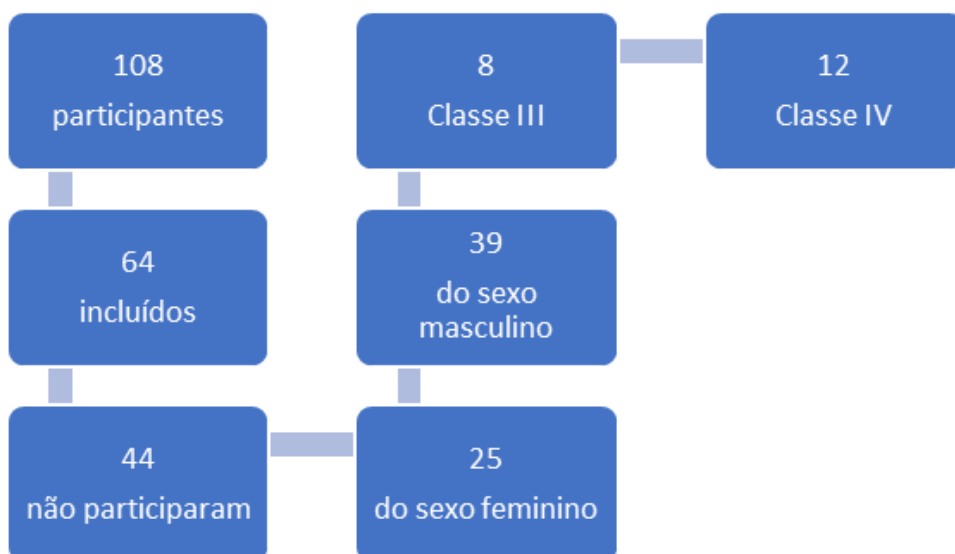 108
participantes
64
incluídos
44
não participaram
25
do sexo feminino
39
do sexo
masculino
8
Classe III
12
Classe IV